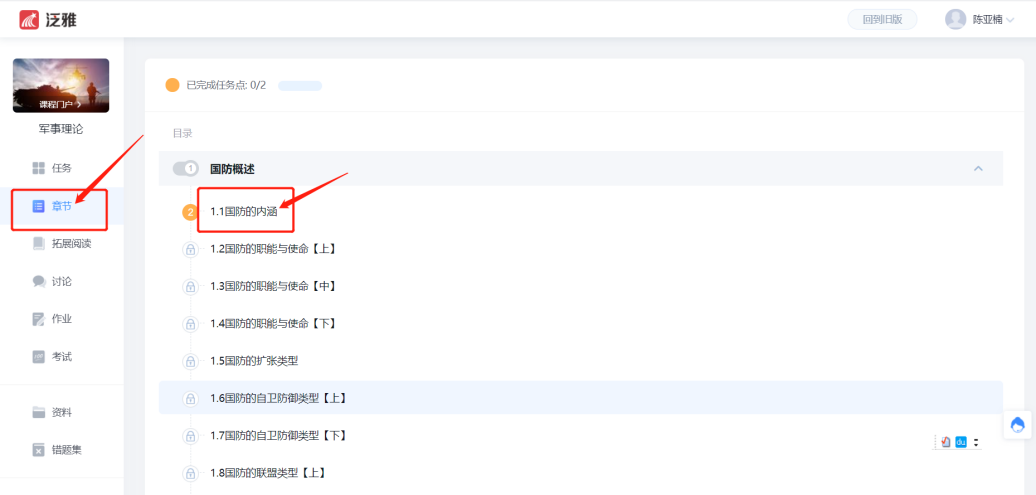 泛雅
回到旧版
陈亚楠
课程门户
军事理论
任务
章节
拓展阅读
讨论
作业
考试
资料
错题集
已完成任务点: 0/2
目录
1
国防概述
2
1.1国防的内涵
1.2国防的职能与使命【上】
1.3国防的职能与使命【中】
1.4国防的职能与使命【下】
1.5国防的扩张类型
1.6国防的自卫防御类型【上】
1.7国防的自卫防御类型【下】
1.8国防的联盟类型【上】
du